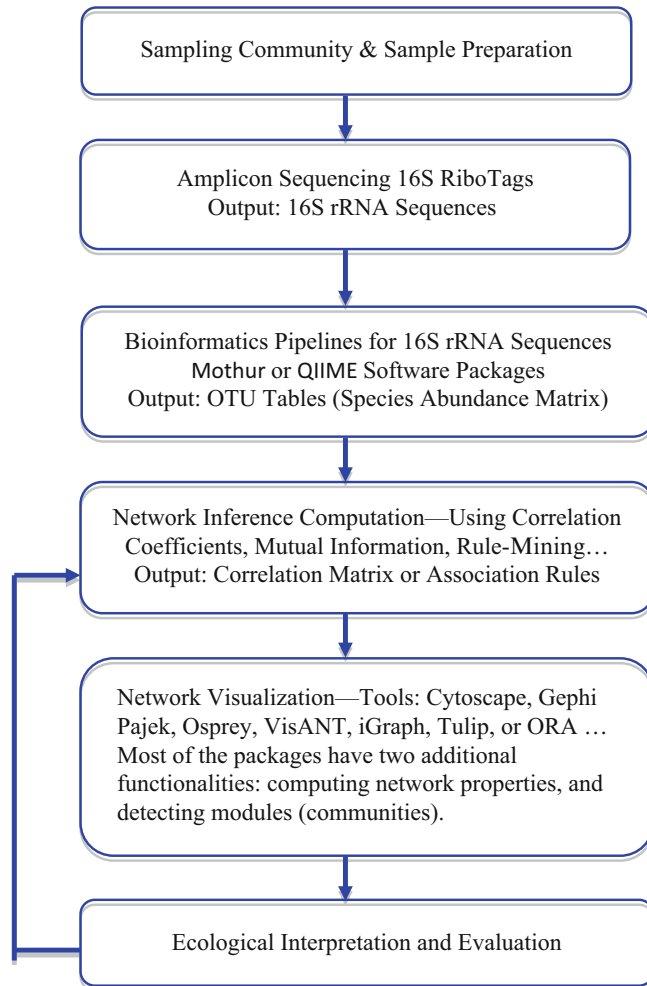 Sampling Community & Sample Preparation
Amplicon Sequencing 16S RiboTags
Output: 16S rRNA Sequences
Bioinformatics Pipelines for 16S rRNA Sequences
Mothur or QIIME Software Packages
Output: OTU Tables (Species Abundance Matrix)
Network Inference Computation—Using Correlation
Coefficients, Mutual Information, Rule-Mining…
Output: Correlation Matrix or Association Rules
Network Visualization—Tools: Cytoscape, Gephi
Pajek, Osprey, VisANT, iGraph, Tulip, or ORA …
Most of the packages have two additional
functionalities: computing network properties, and
detecting modules (communities).
Ecological Interpretation and Evaluation